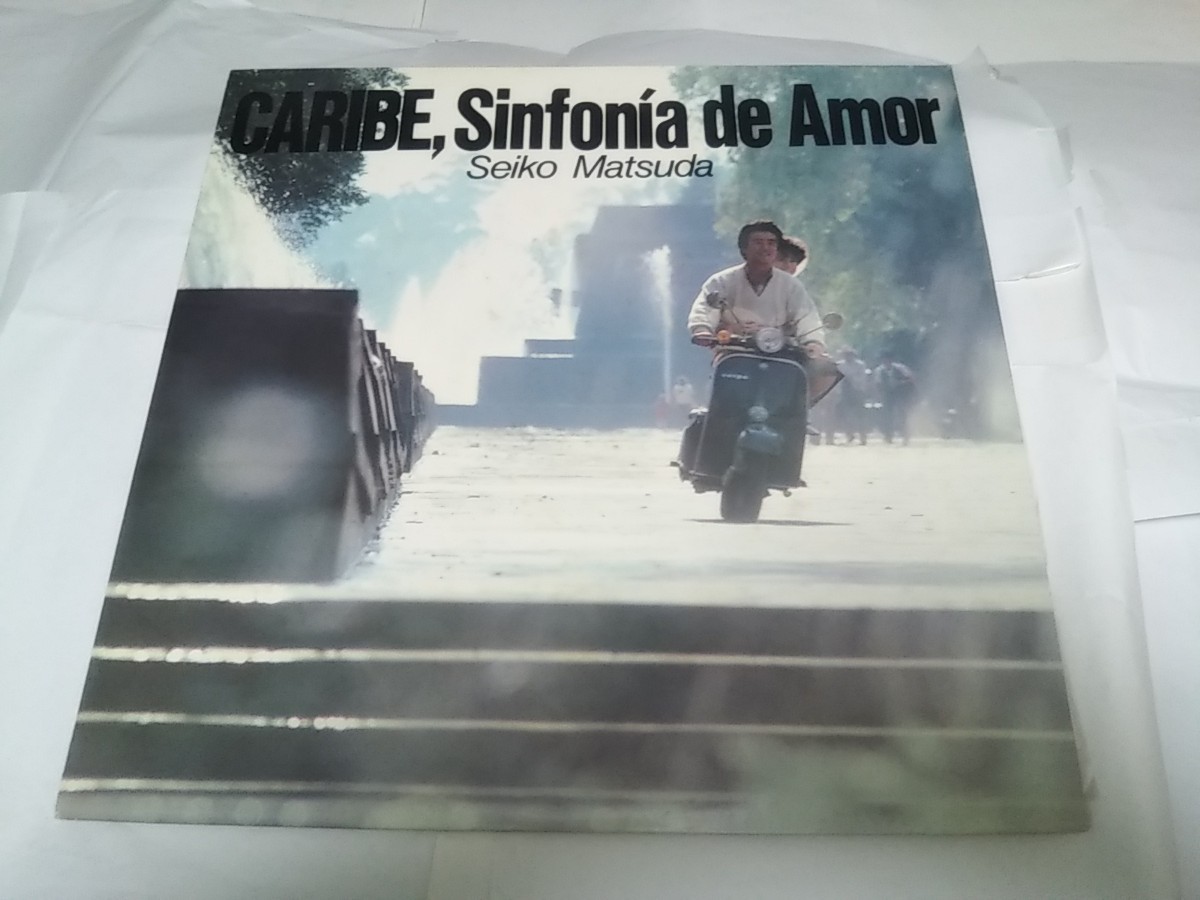 CARIBE, Sinfonía de Amor
Seiko Matsuda